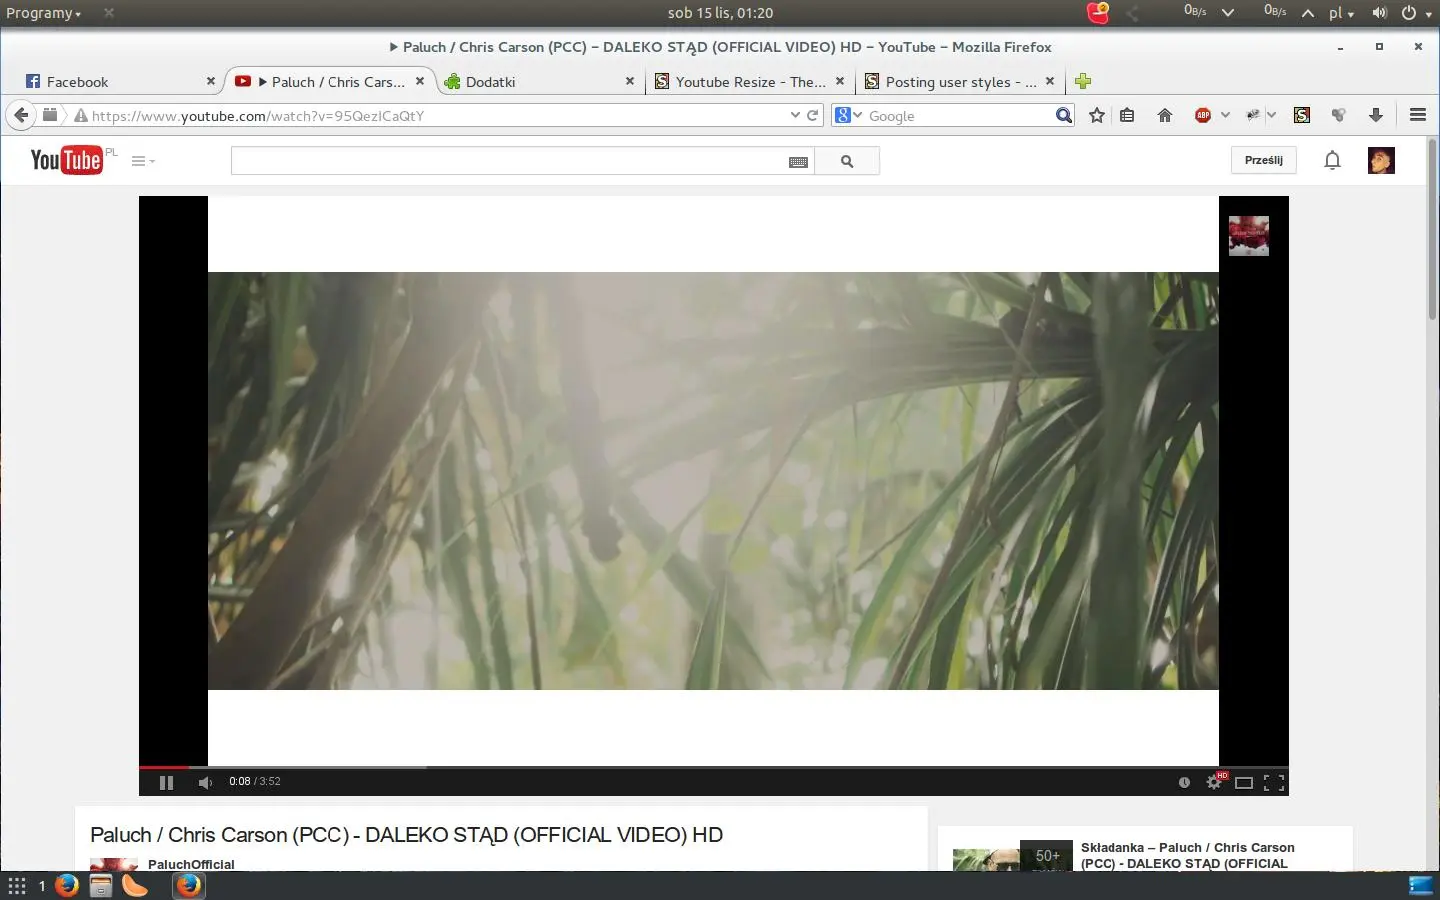 Programy
sob 15 lis, 01:20
0B/s
0B/s
pl
Paluch / Chris Carson (PCC) – DALEKO STĄD (OFFICIAL VIDEO) HD – YouTube – Mozilla Firefox
Facebook
Paluch / Chris Cars...
Dodatki
Youtube Resize - The...
Posting user styles - ...
https://www.youtube.com/watch?v=95QezICaQtY
8
Google
ABP
S
YouTube PL
Prześlij
0:08 / 3:52
HD
Paluch / Chris Carson (PCC) - DALEKO STĄD (OFFICIAL VIDEO) HD
PaluchOfficial
50+
Składanka – Paluch / Chris Carson
(PCC) - DALEKO STĄD (OFFICIAL
1